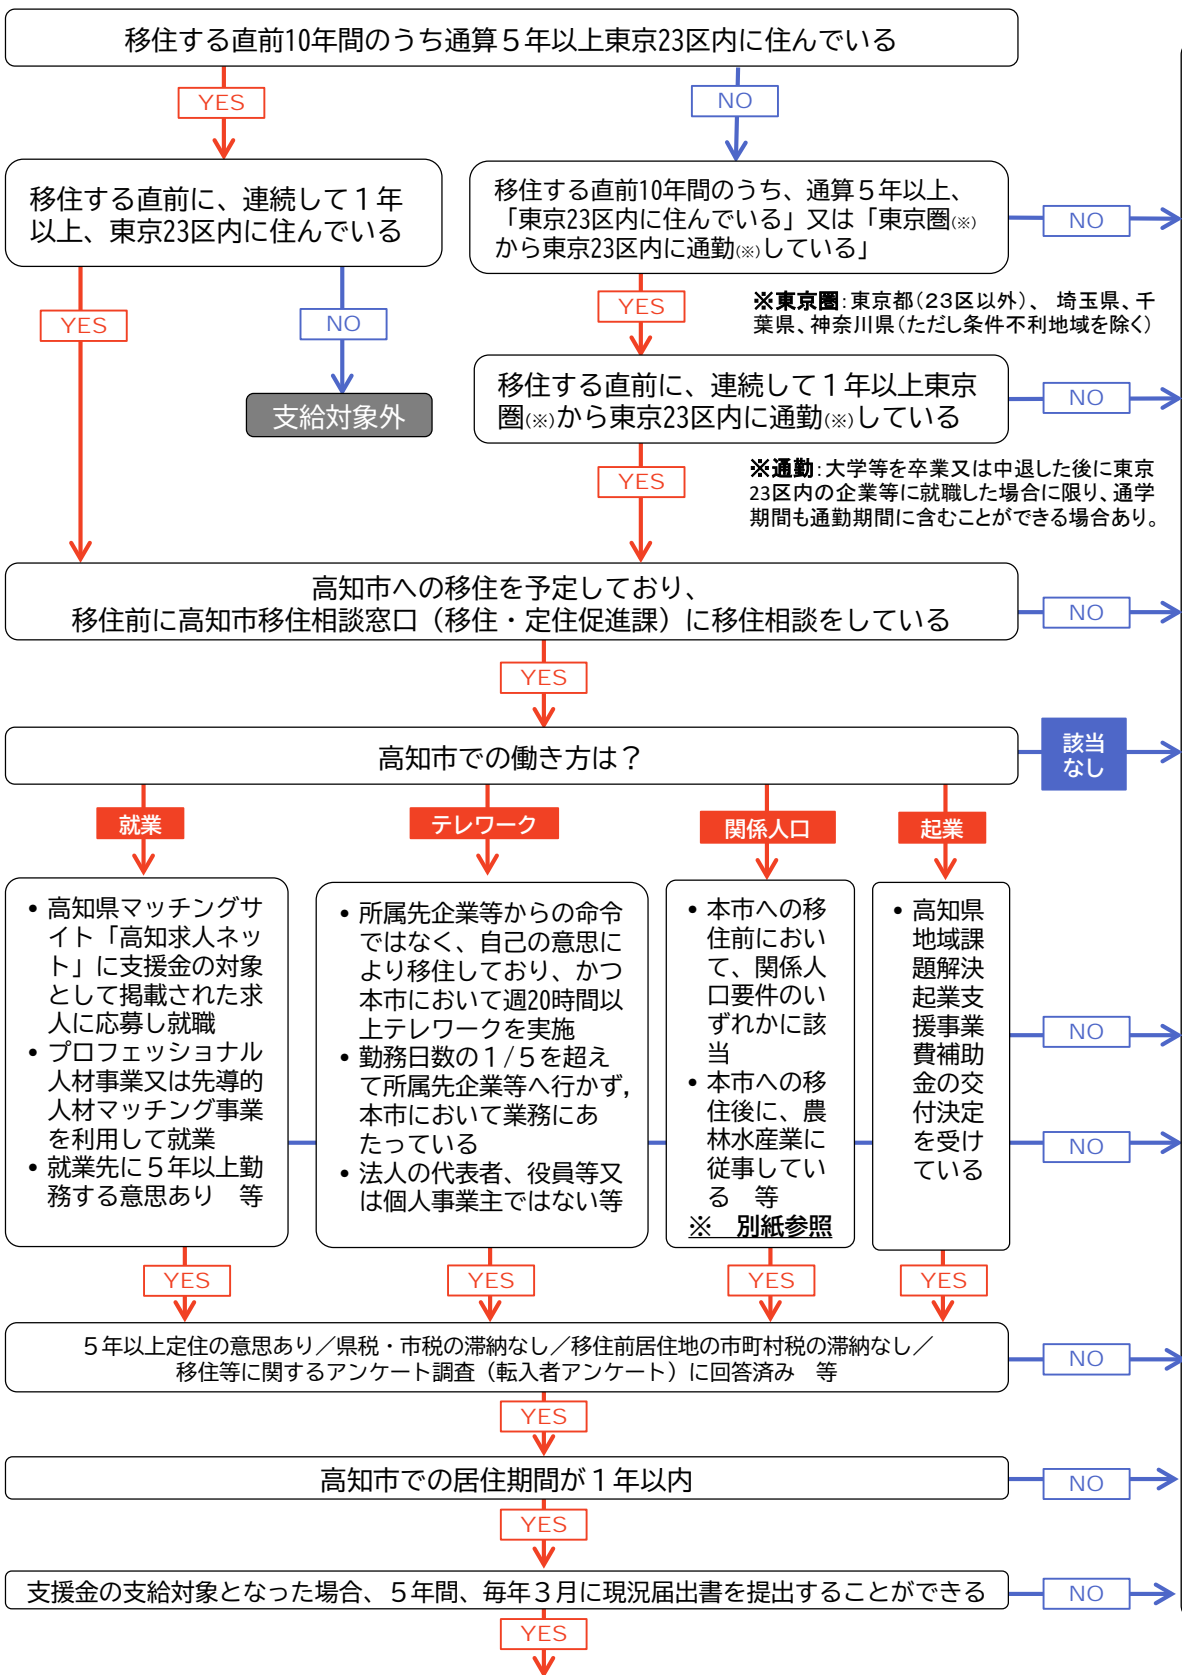 移住する直前10年間のうち通算５年以上東京23区内に住んでいる
YES
NO
移住する直前に、連続して１年
以上、東京23区内に住んでいる
移住する直前10年間のうち、通算５年以上、
「東京23区内に住んでいる」又は「東京圏(※)
から東京23区内に通勤(※)している」
NO
YES
NO
YES
※東京圏：東京都（２３区以外）、埼玉県、千
葉県、神奈川県（ただし条件不利地域を除く）
支給対象外
移住する直前に、連続して１年以上東京
圏(※)から東京23区内に通勤(※)している
NO
YES
※通勤：大学等を卒業又は中退した後に東京
23区内の企業等に就職した場合に限り、通学
期間も通勤期間に含むことができる場合あり。
高知市への移住を予定しており、
移住前に高知市移住相談窓口（移住・定住促進課）に移住相談をしている
NO
YES
高知市での働き方は？
該当
なし
就業
テレワーク
関係人口
起業
• 高知県マッチングサ
イト「高知求人ネッ
ト」に支援金の対象
として掲載された求
人に応募し就職
• プロフェッショナル
人材事業又は先導的
人材マッチング事業
を利用して就業
• 就業先に５年以上勤
務する意思あり　等
• 所属先企業等からの命令
ではなく、自己の意思に
より移住しており、かつ
本市において週20時間以
上テレワークを実施
• 勤務日数の１/５を超え
て所属先企業等へ行かず，
本市において業務にあ
たっている
• 法人の代表者、役員等又
は個人事業主ではない等
• 本市への移
住前におい
て、関係人
口要件のい
ずれかに該
当
• 本市への移
住後に、農
林水産業に
従事してい
る　等
※　別紙参照
• 高知県
地域課
題解決
起業支
援事業
費補助
金の交
付決定
を受け
ている
NO
NO
YES
YES
YES
YES
５年以上定住の意思あり／県税・市税の滞納なし／移住前居住地の市町村税の滞納なし／
移住等に関するアンケート調査（転入者アンケート）に回答済み　等
NO
YES
高知市での居住期間が１年以内
NO
YES
支援金の支給対象となった場合、５年間、毎年３月に現況届出書を提出することができる
NO
YES